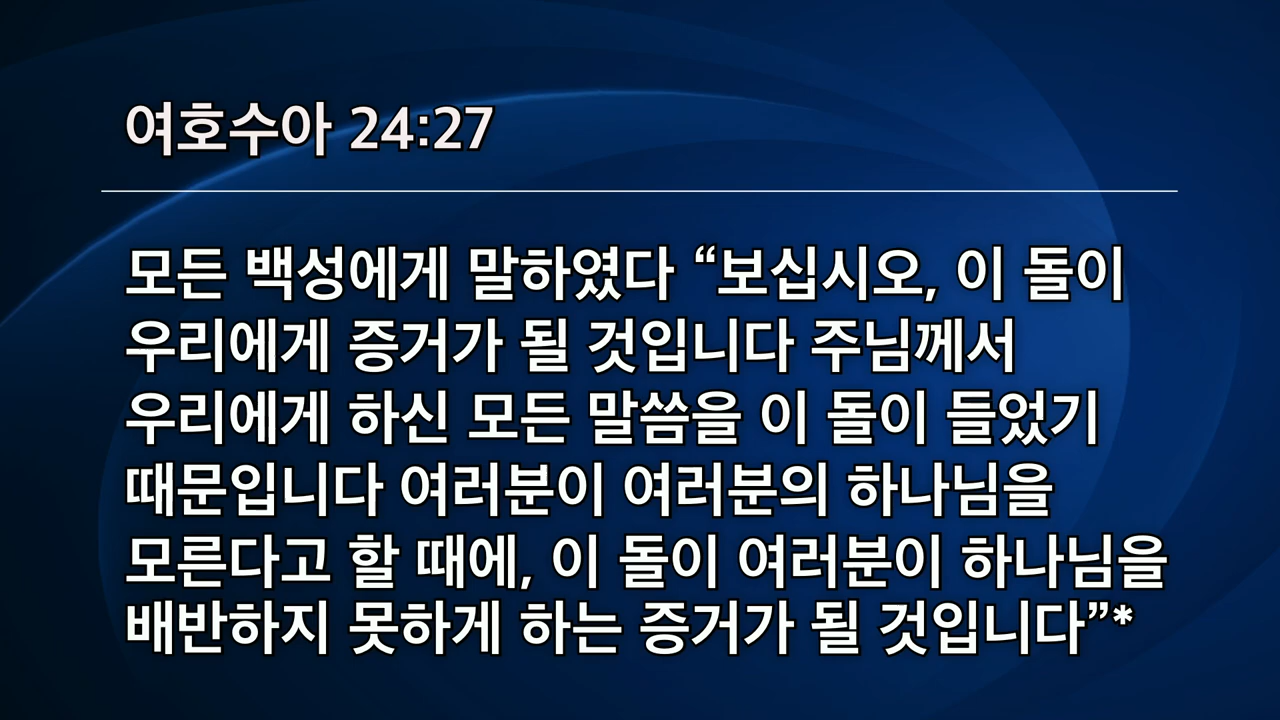 여호수아 24:27
모든 백성에게 말하였다 “보십시오, 이 돌이
우리에게 증거가 될 것입니다 주님께서
우리에게 하신 모든 말씀을 이 돌이 들었기
때문입니다 여러분이 여러분의 하나님을
모른다고 할 때에, 이 돌이 여러분이 하나님을
배반하지 못하게 하는 증거가 될 것입니다”*